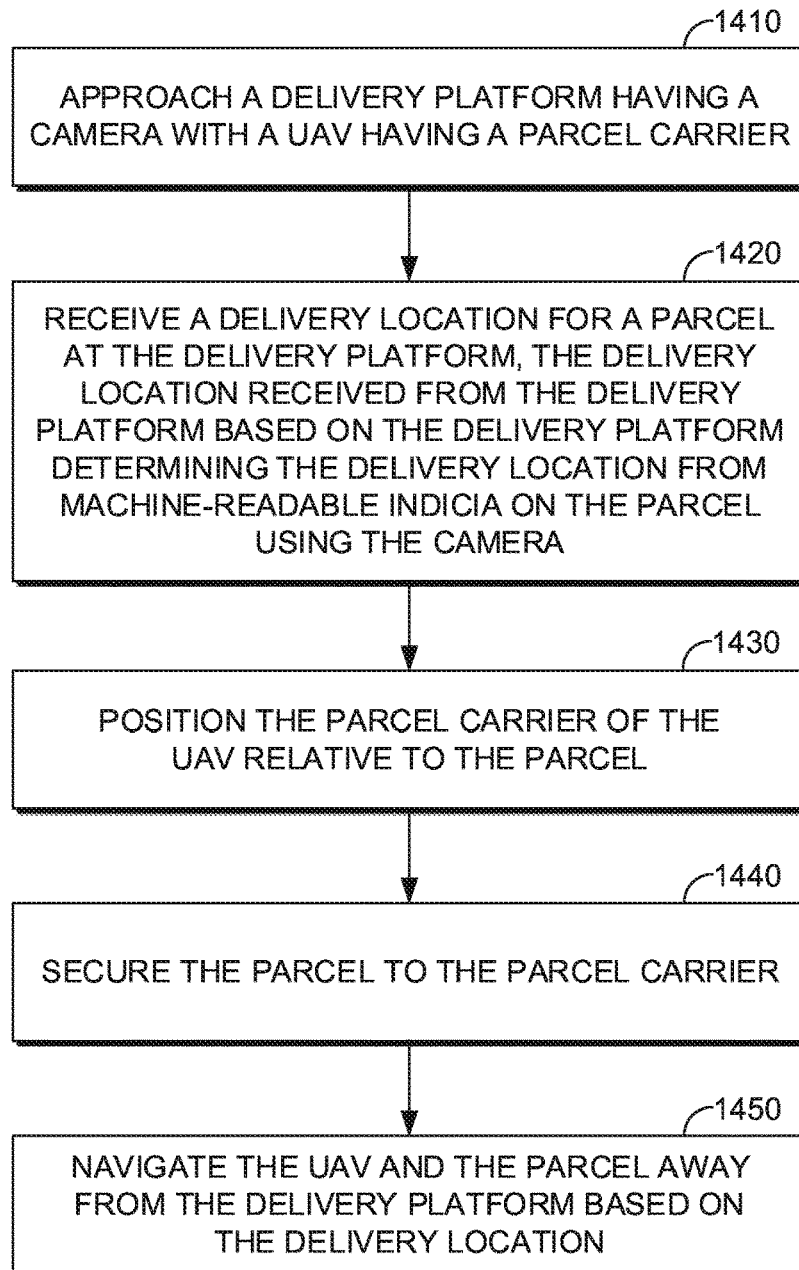 1410
APPROACH A DELIVERY PLATFORM HAVING A
CAMERA WITH A UAV HAVING A PARCEL CARRIER
1420
RECEIVE A DELIVERY LOCATION FOR A PARCEL
AT THE DELIVERY PLATFORM, THE DELIVERY
LOCATION RECEIVED FROM THE DELIVERY
PLATFORM BASED ON THE DELIVERY PLATFORM
DETERMINING THE DELIVERY LOCATION FROM
MACHINE-READABLE INDICIA ON THE PARCEL
USING THE CAMERA
1430
POSITION THE PARCEL CARRIER OF THE
UAV RELATIVE TO THE PARCEL
1440
SECURE THE PARCEL TO THE PARCEL CARRIER
1450
NAVIGATE THE UAV AND THE PARCEL AWAY
FROM THE DELIVERY PLATFORM BASED ON
THE DELIVERY LOCATION